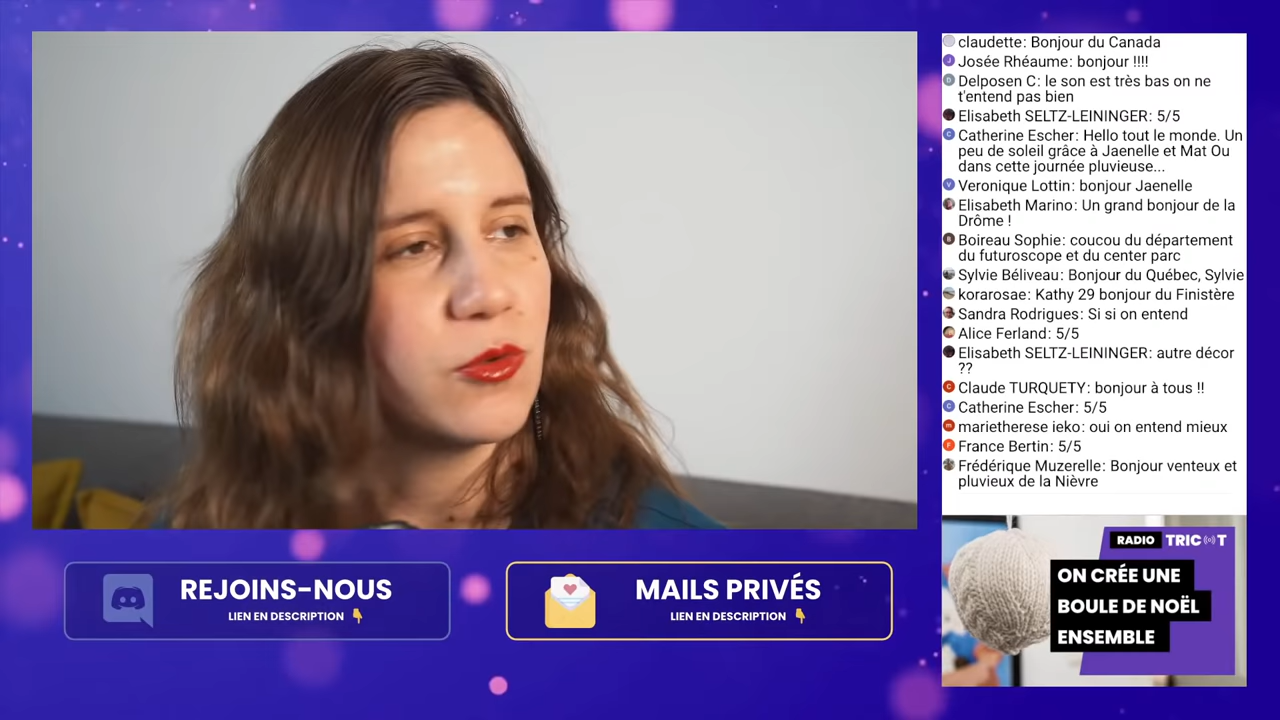 claudette: Bonjour du Canada
Josée Rhéaume: bonjour !!!!
Delposen C: le son est très bas on ne
t'entend pas bien
Elisabeth SELTZ-LEININGER: 5/5
Catherine Escher: Hello tout le monde. Un
peu de soleil grâce à Jaenelle et Mat Ou
dans cette journée pluvieuse...
Veronique Lottin: bonjour Jaenelle
Elisabeth Marino: Un grand bonjour de la
Drôme !
Boireau Sophie: coucou du département
du futuroscope et du center parc
Sylvie Béliveau: Bonjour du Québec, Sylvie
korarosae: Kathy 29 bonjour du Finistère
Sandra Rodrigues: Si si on entend
Alice Ferland: 5/5
Elisabeth SELTZ-LEININGER: autre décor
??
Claude TURQUETY: bonjour à tous !!
Catherine Escher: 5/5
marietherese ieko: oui on entend mieux
France Bertin: 5/5
Frédérique Muzerelle: Bonjour venteux et
pluvieux de la Nièvre
RADIO TRICOT
ON CRÉE UNE
BOULE DE NOËL
ENSEMBLE
REJOINS-NOUS
LIEN EN DESCRIPTION
MAILS PRIVÉS
LIEN EN DESCRIPTION